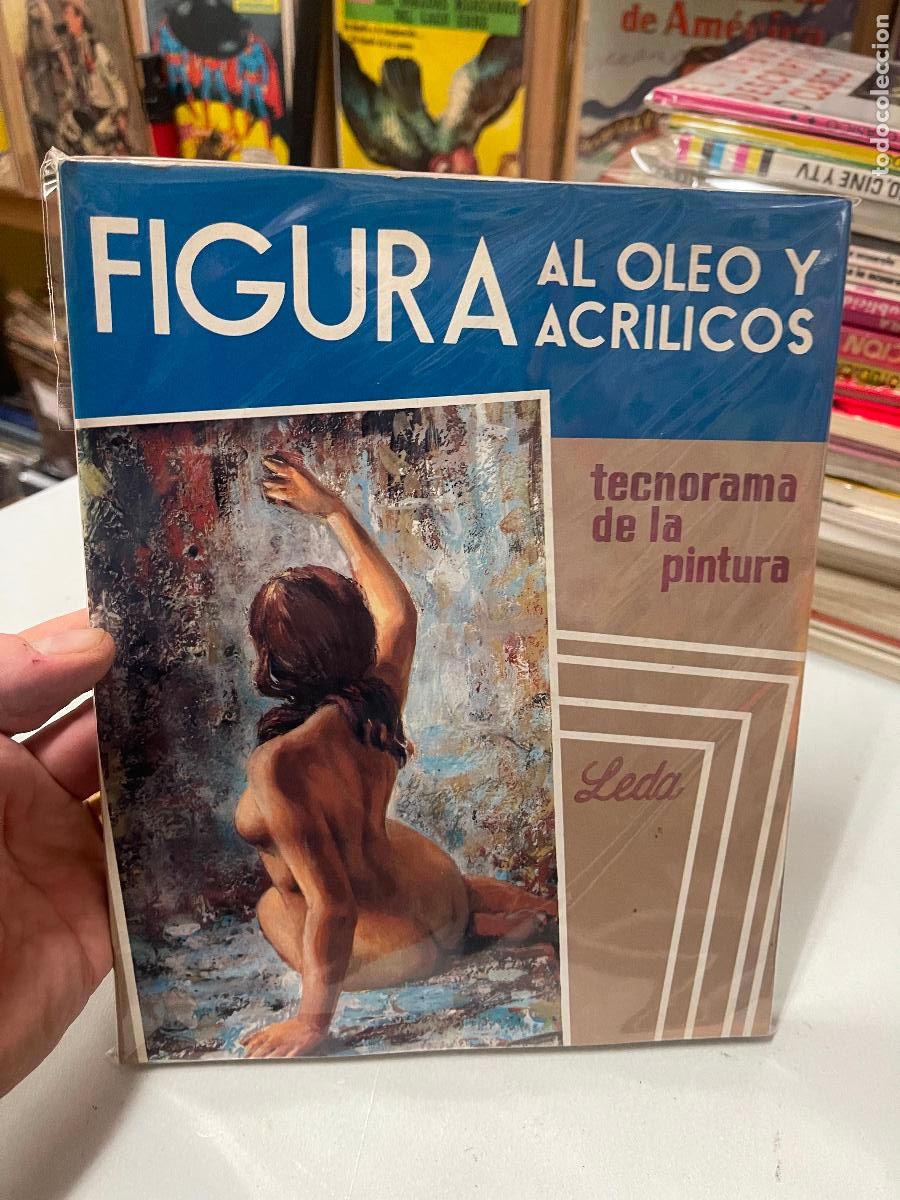 de América
FIGURA
AL OLEO Y
ACRILICOS
tecnorama
de la
pintura
Leda
O, CINE Y TV
todocoleccion